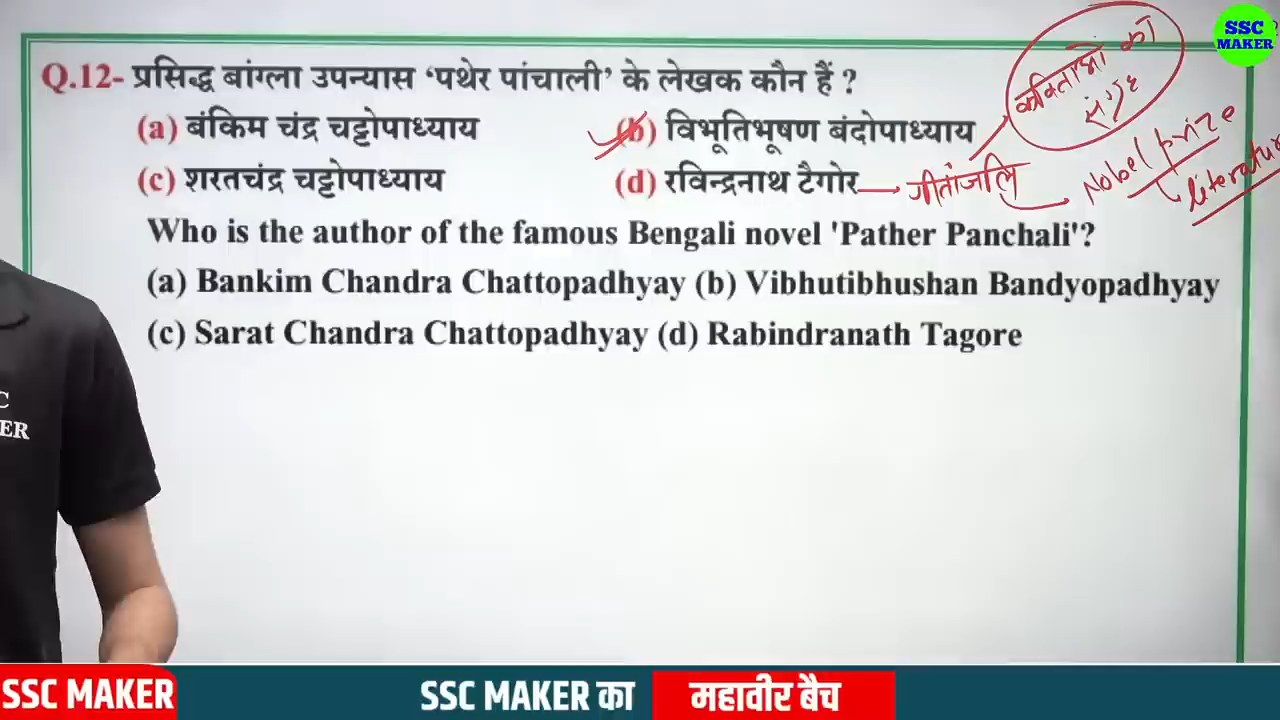 SSC
MAKER
Q.12- प्रसिद्ध बांग्ला उपन्यास ‘पथेर पांचाली’ के लेखक कौन हैं ?
(a) बंकिम चंद्र चट्टोपाध्याय (b) विभूतिभूषण बंदोपाध्याय
(c) शरतचंद्र चट्टोपाध्याय (d) रविन्द्रनाथ टैगोर
गीतांजलि
कविताओं का
संग्रह
Nobel prize
literatur
Who is the author of the famous Bengali novel 'Pather Panchali'?
(a) Bankim Chandra Chattopadhyay (b) Vibhutibhushan Bandyopadhyay
(c) Sarat Chandra Chattopadhyay (d) Rabindranath Tagore
C
ER
SSC MAKER
SSC MAKER का महावीर बैच